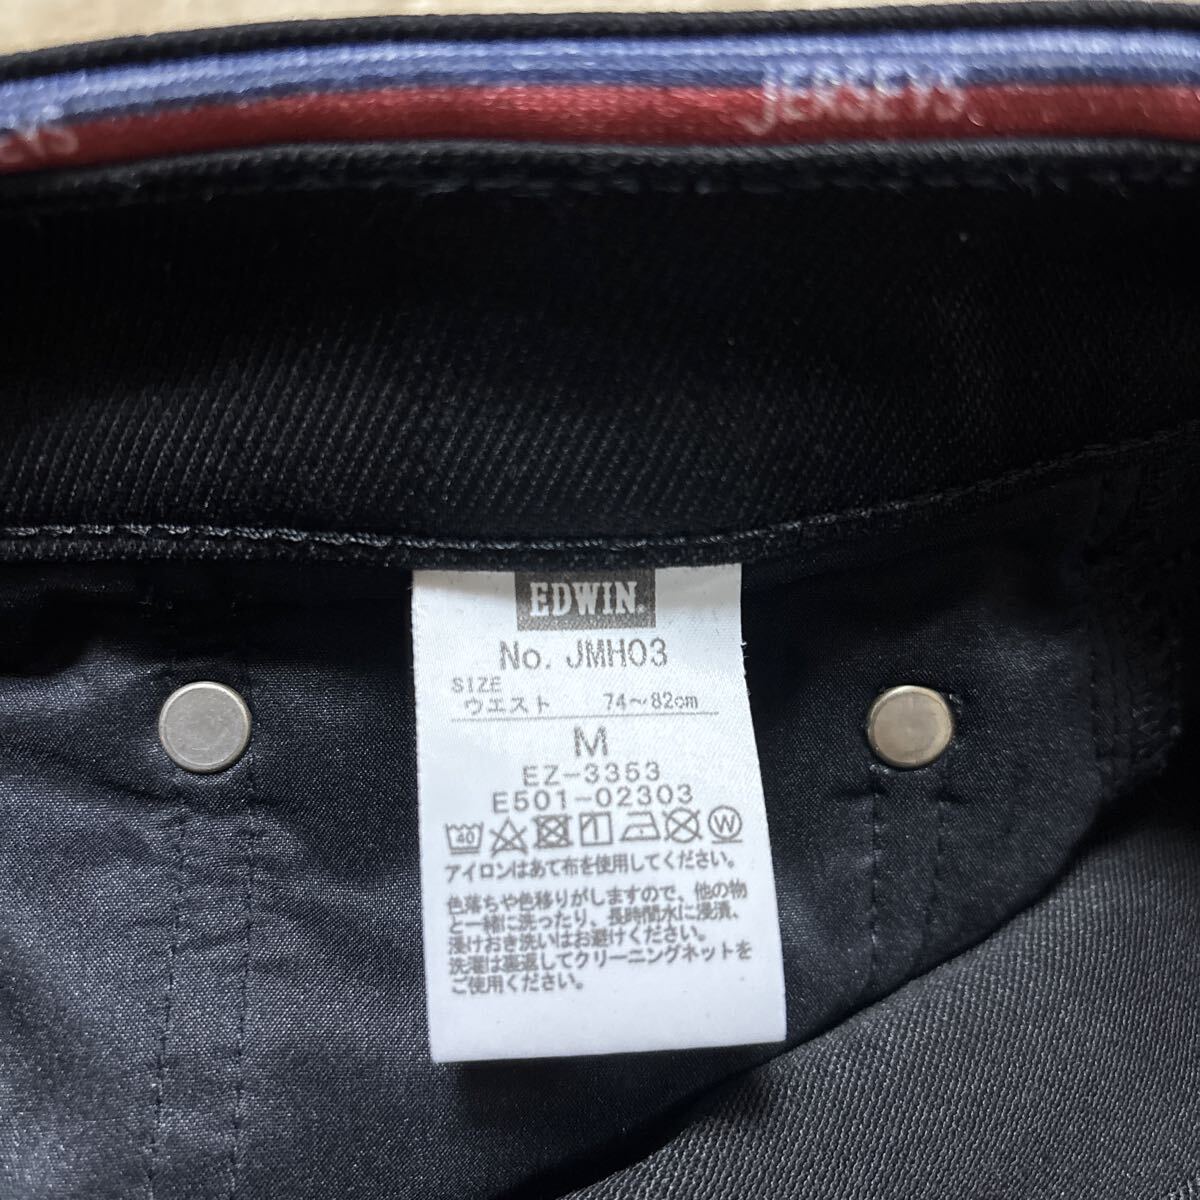 JERSEYS.
EYS
EDWIN.
No. JMH03
SIZE
ウエスト 74～82cm
M
EZ-3353
E501-02303
40 W
アイロンはあて布を使用してください。
色落ちや色移りがしますので、他の物
と一緒に洗ったり、長時間水に浸漬、
浸けおき洗いはお避けください。
洗濯は裏返してクリーニングネットを
ご使用ください。